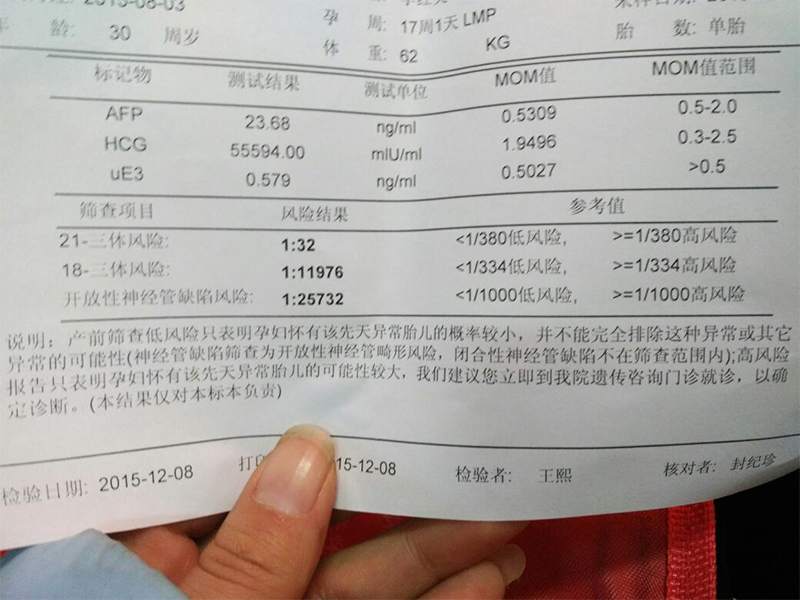 2015-08-03
龄: 30 周岁 孕 周: 17周1天 LMP 胎 数: 单胎
体 重: 62 KG
标记物 测试结果 测试单位 MOM值 MOM值范围
AFP 23.68 ng/ml 0.5309 0.5-2.0
HCG 55594.00 mIU/ml 1.9496 0.3-2.5
uE3 0.579 ng/ml 0.5027 >0.5
筛查项目 风险结果 参考值
21-三体风险: 1:32 <1/380低风险, >=1/380高风险
18-三体风险: 1:11976 <1/334低风险, >=1/334高风险
开放性神经管缺陷风险: 1:25732 <1/1000低风险, >=1/1000高风险
说明: 产前筛查低风险只表明孕妇怀有该先天异常胎儿的概率较小, 并不能完全排除这种异常或其它
异常的可能性(神经管缺陷筛查为开放性神经管畸形风险, 闭合性神经管缺陷不在筛查范围内);高风险
报告只表明孕妇怀有该先天异常胎儿的可能性较大, 我们建议您立即到我院遗传咨询门诊就诊, 以确
定诊断。(本结果仅对本标本负责)
检验日期: 2015-12-08 打印 15-12-08 检验者: 王熙 核对者: 封纪珍